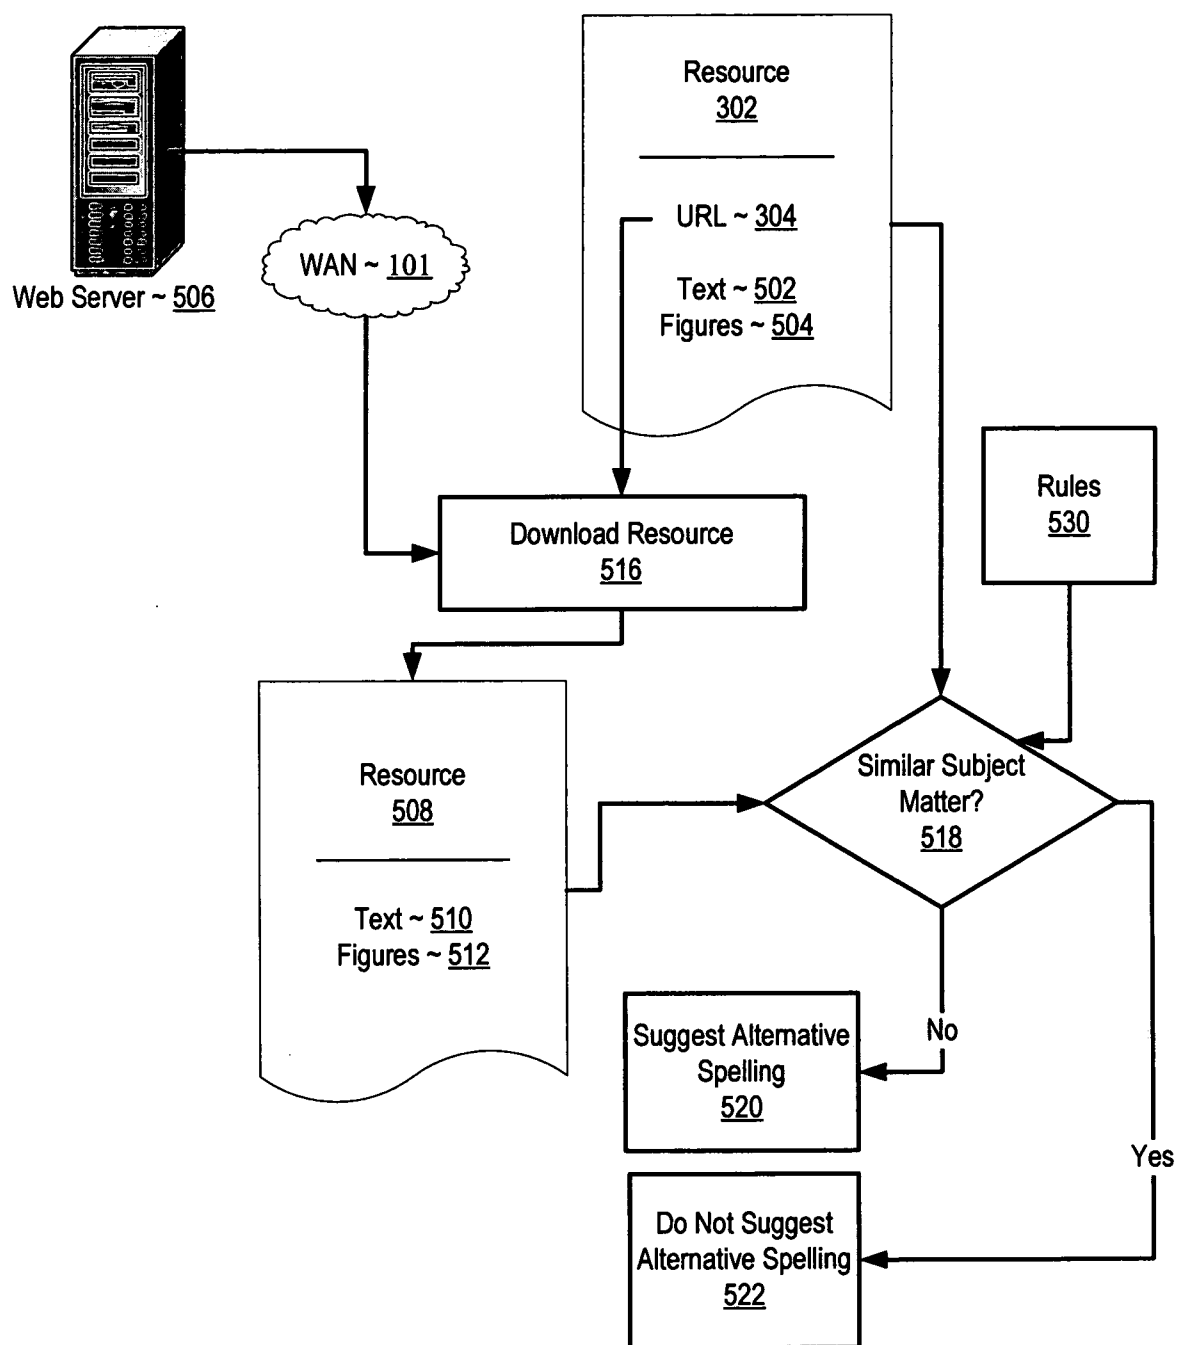 Resource
302
URL ~ 304
Text ~ 502
Figures ~ 504
WAN ~ 101
Web Server ~ 506
Rules
530
Download Resource
516
Resource
508
Text ~ 510
Figures ~ 512
Similar Subject
Matter?
518
No
Suggest Alternative
Spelling
520
Yes
Do Not Suggest
Alternative Spelling
522